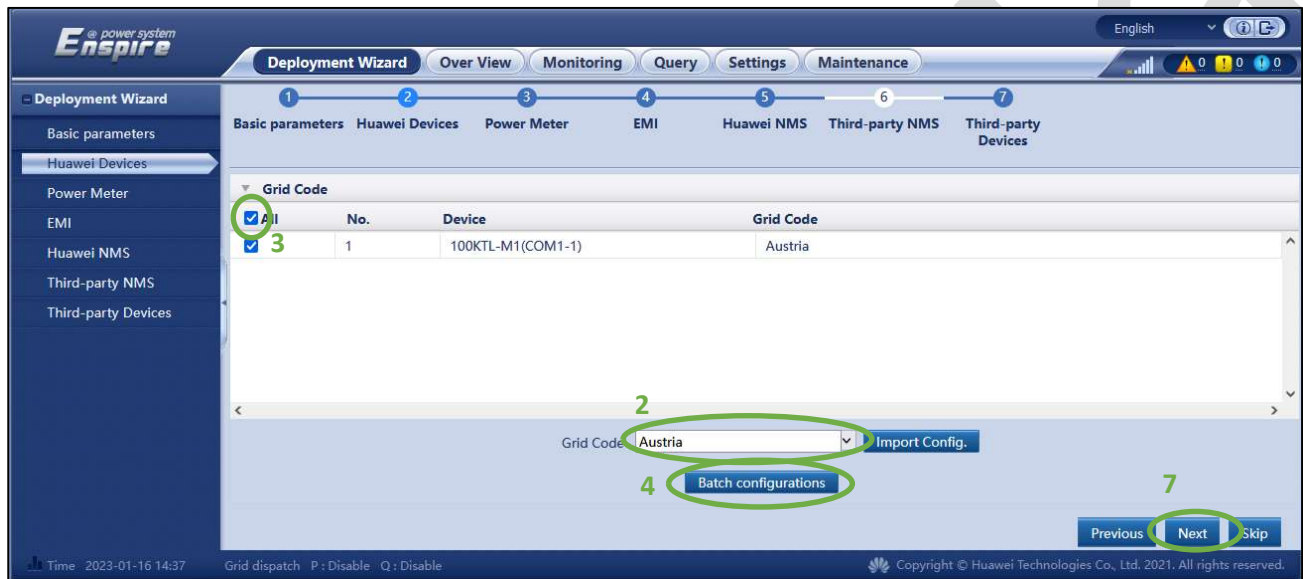 Enspire @ power system
English
Deployment Wizard Over View Monitoring Query Settings Maintenance
0 0 0
Deployment Wizard
Basic parameters
Huawei Devices
Power Meter
EMI
Huawei NMS
Third-party NMS
Third-party Devices
1 2 3 4 5 6 7
Basic parameters Huawei Devices Power Meter EMI Huawei NMS Third-party NMS Third-party
Devices
Grid Code
All No. Device Grid Code
3 1 100KTL-M1(COM1-1) Austria
2
Grid Code Austria Import Config.
4 Batch configurations
7
Previous Next Skip
Time 2023-01-16 14:37 Grid dispatch P : Disable Q : Disable Copyright © Huawei Technologies Co., Ltd. 2021. All rights reserved.